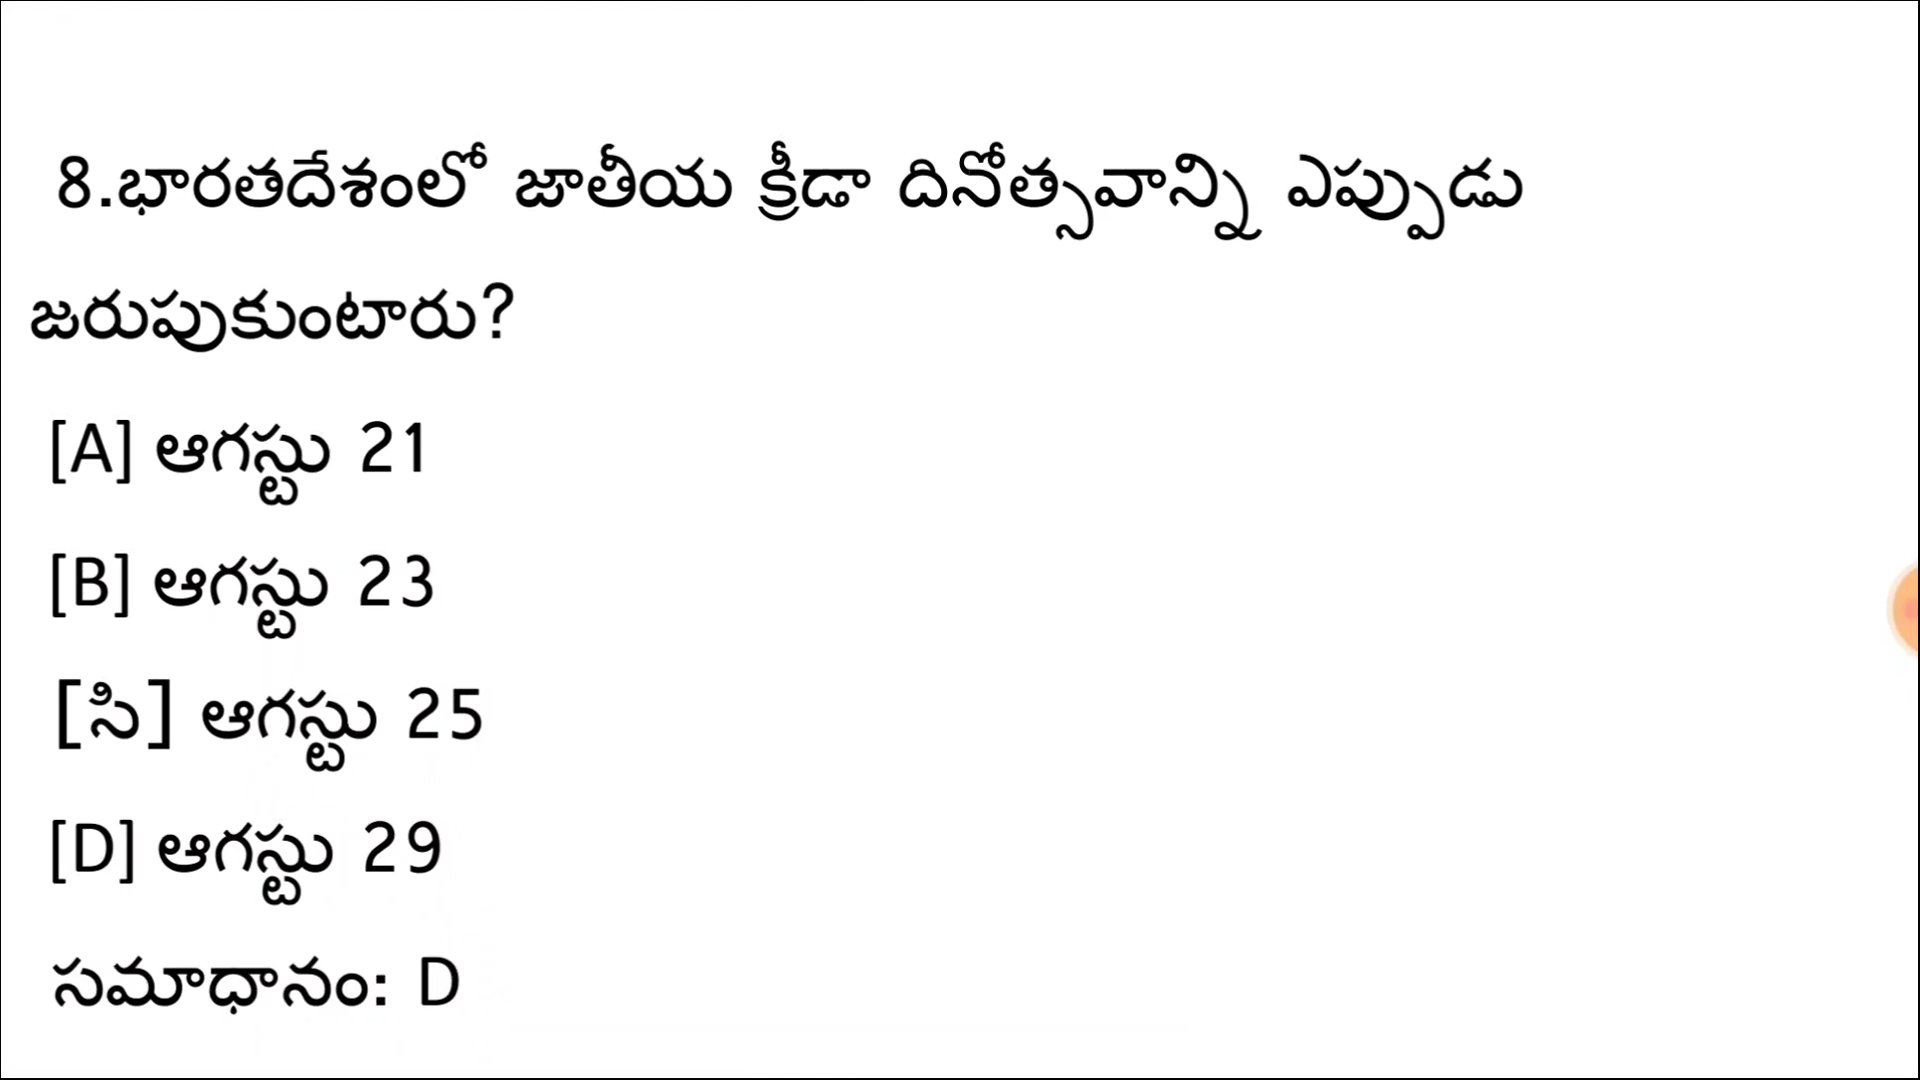 8.భారతదేశంలో జాతీయ క్రీడా దినోత్సవాన్ని ఎప్పుడు
జరుపుకుంటారు?
[A] ఆగస్టు 21
[B] ఆగస్టు 23
[సి] ఆగస్టు 25
[D] ఆగస్టు 29
సమాధానం: D